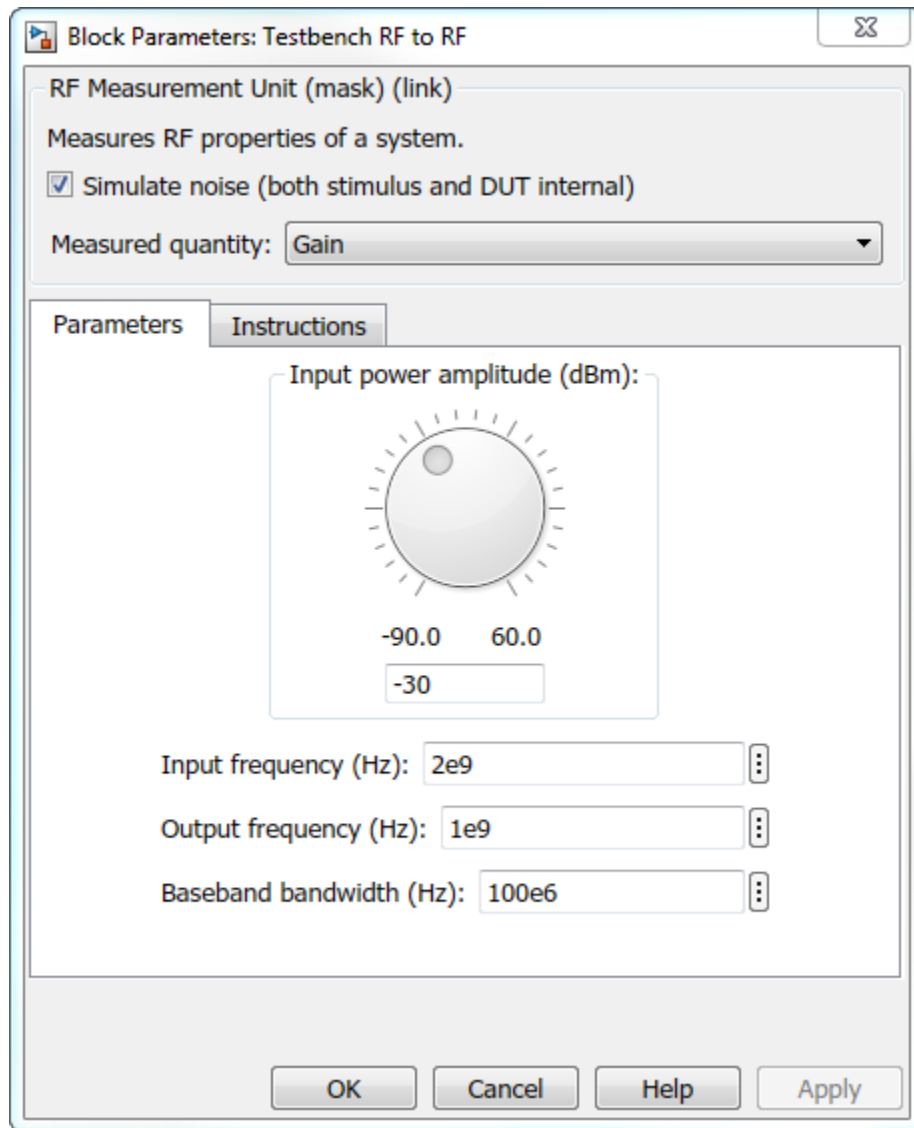 Block Parameters: Testbench RF to RF
RF Measurement Unit (mask) (link)
Measures RF properties of a system.
Simulate noise (both stimulus and DUT internal)
Measured quantity: Gain
Parameters Instructions
Input power amplitude (dBm):
-90.0 60.0
-30
Input frequency (Hz): 2e9
Output frequency (Hz): 1e9
Baseband bandwidth (Hz): 100e6
OK Cancel Help Apply